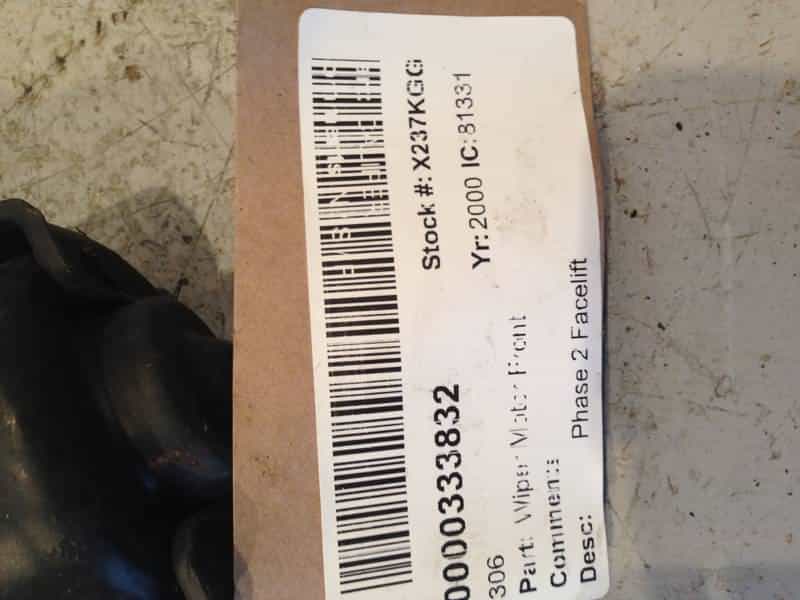 0000333832
Stock #: X237KGG
306
Yr: 2000 IC: 81331
Part: Wiper Motor Front
Comments
Desc: Phase 2 Facelift